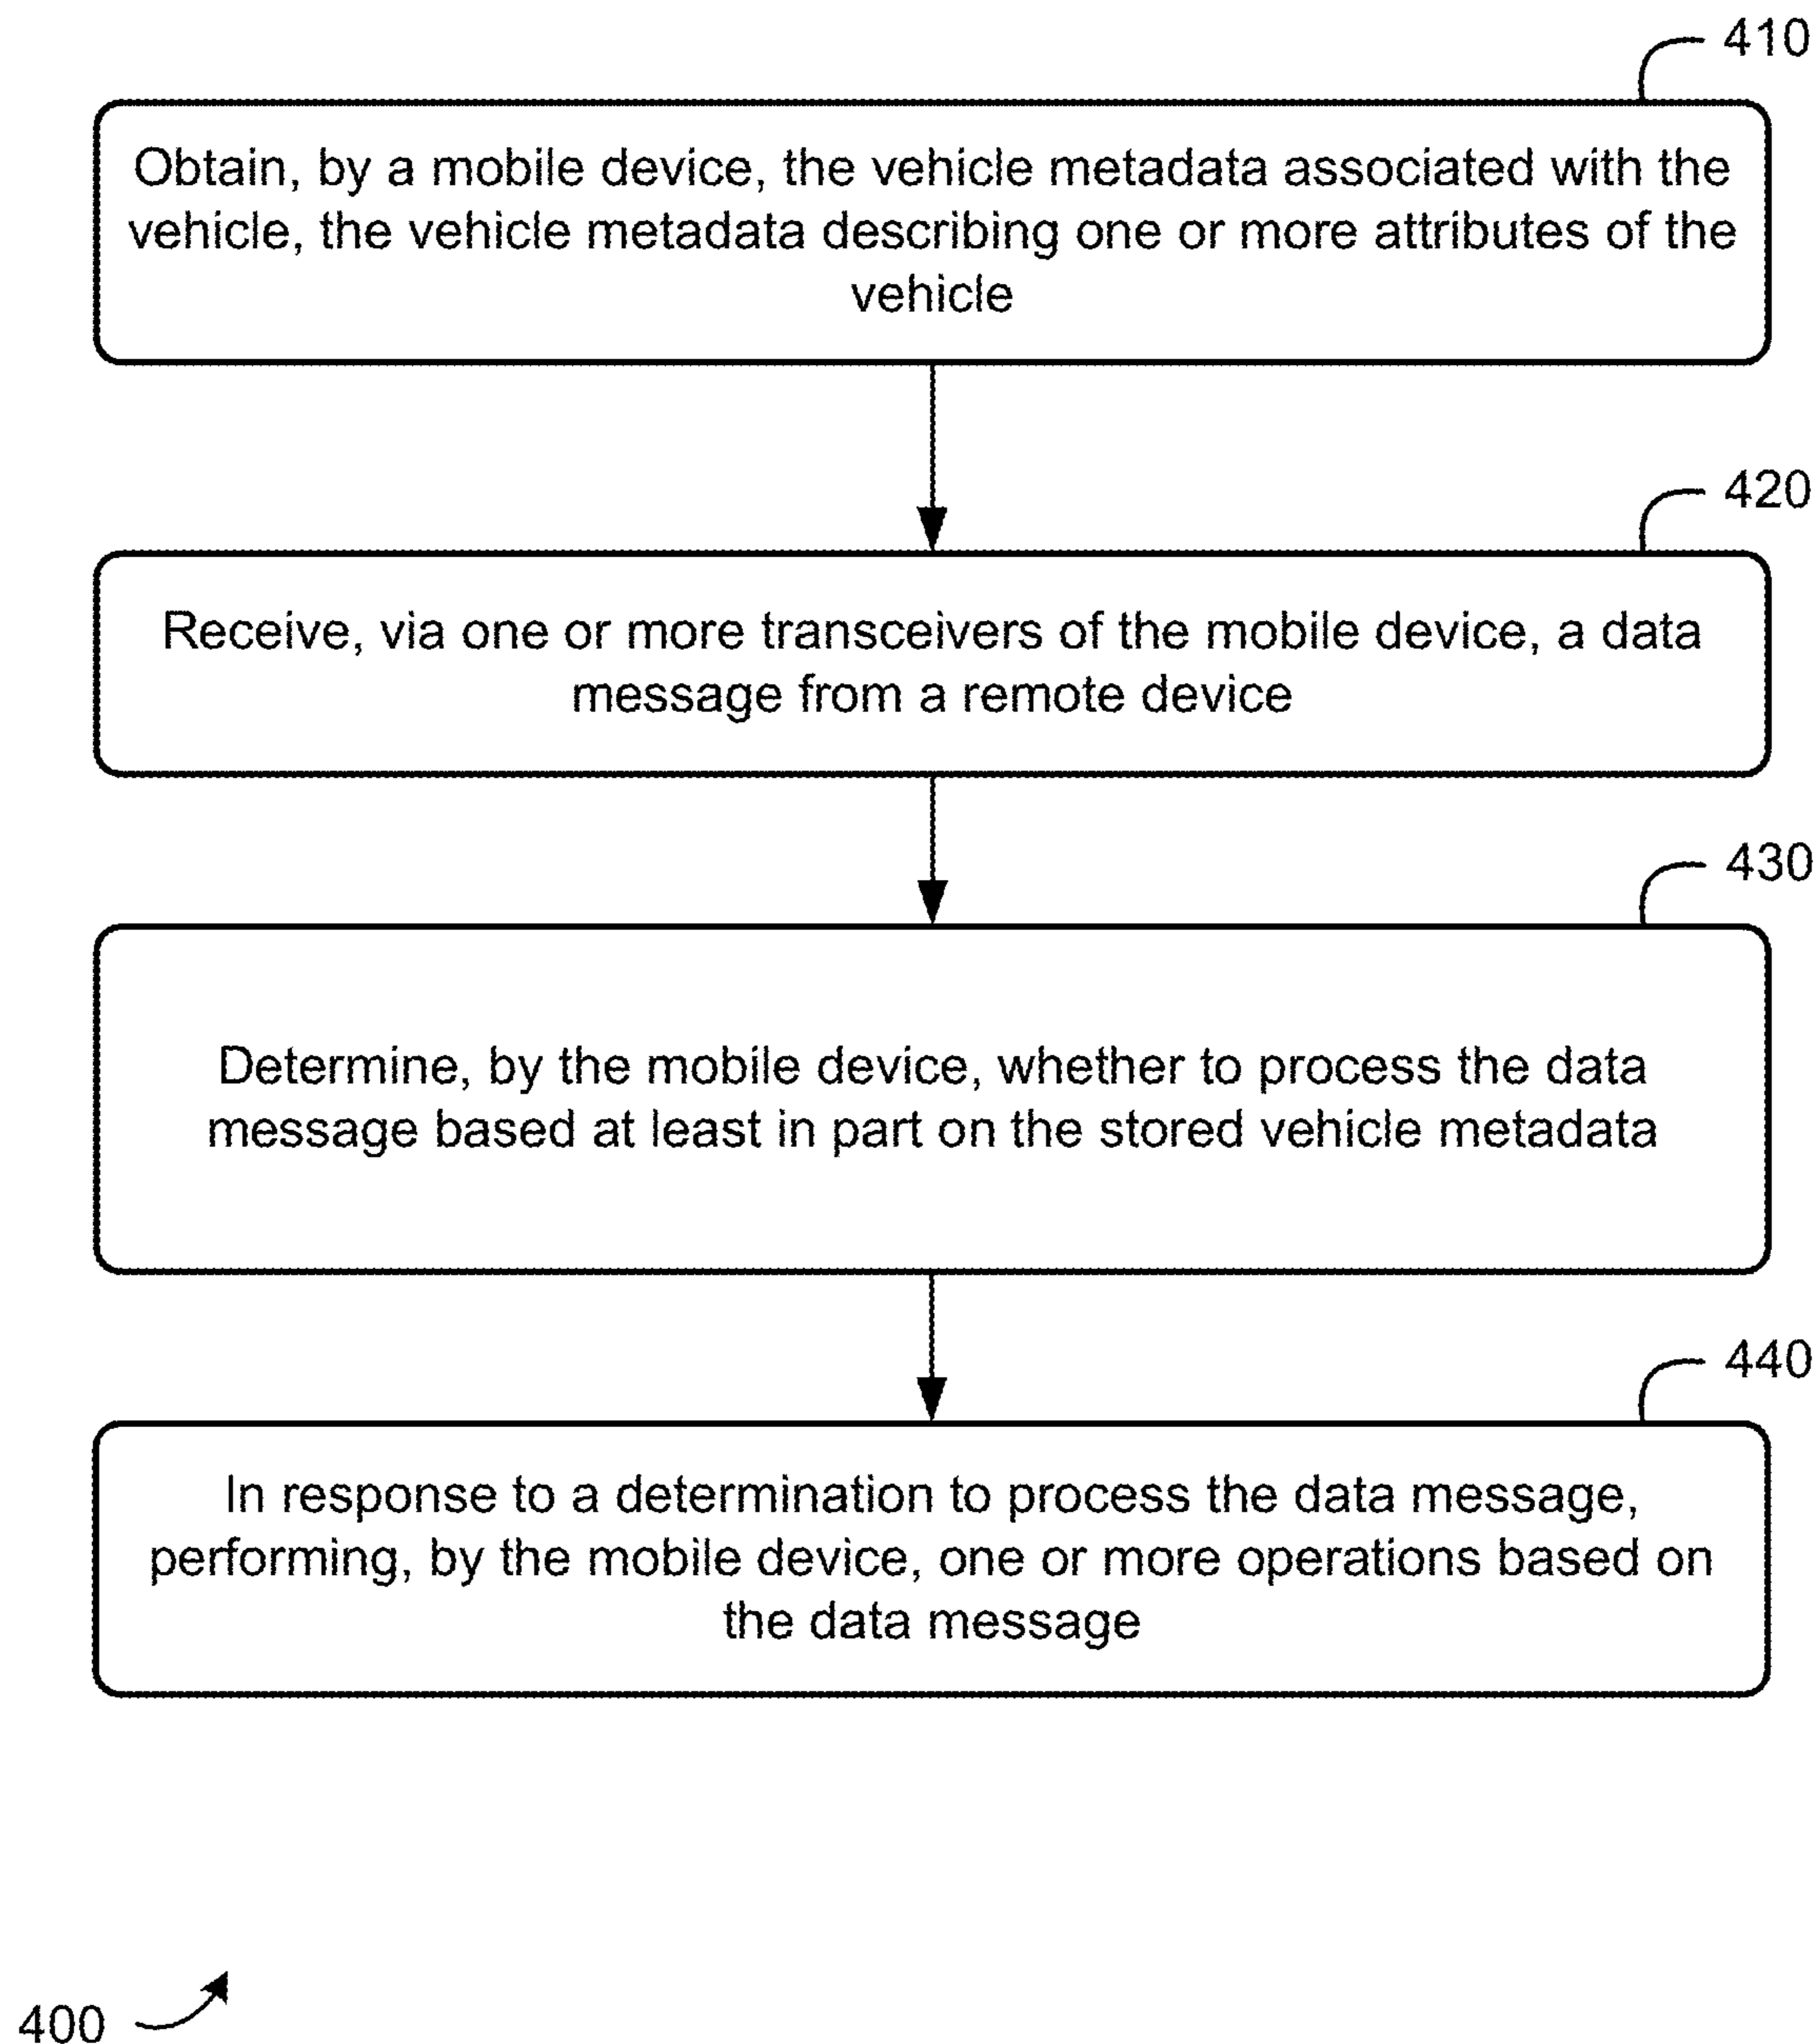 410
Obtain, by a mobile device, the vehicle metadata associated with the
vehicle, the vehicle metadata describing one or more attributes of the
vehicle
420
Receive, via one or more transceivers of the mobile device, a data
message from a remote device
430
Determine, by the mobile device, whether to process the data
message based at least in part on the stored vehicle metadata
440
In response to a determination to process the data message,
performing, by the mobile device, one or more operations based on
the data message
400